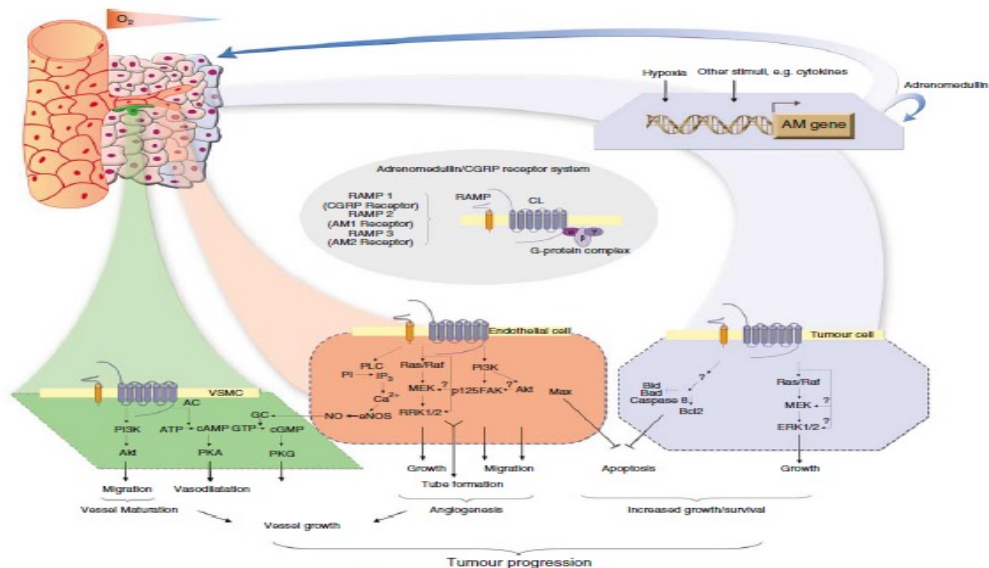 O2
Hypoxia
Other stimuli, e.g. cytokines
Adrenomedullin
AM gene
Adrenomedullin/CGRP receptor system
RAMP 1
(CGRP Receptor)
RAMP 2
(AM1 Receptor)
RAMP 3
(AM2 Receptor)
RAMP
CL
α
β
?
G-protein complex
VSMC
AC
PI3K
ATP
cAMP
GTP
GC
cGMP
Akt
PKA
PKG
Migration
Vasodilatation
Vessel Maturation
Endothelial cell
PLC
Ras/Raf
PI3K
PI
IP3
MEK
?
p125FAK
?
Akt
Max
Ca2+
NO
eNOS
RRK1/2
Growth
Migration
Tube formation
Angiogenesis
Vessel growth
Tumour cell
?
Bid
Bad
Caspase 8
Bcl2
Ras/Raf
MEK
?
ERK1/2
?
Apoptosis
Growth
Increased growth/survival
Tumour progression